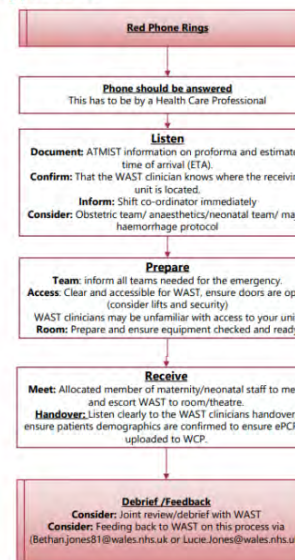 Red Phone Rings
Phone should be answered
This has to be by a Health Care Professional
Listen
Document: ATMIST information on proforma and estimate
time of arrival (ETA).
Confirm: That the WAST clinician knows where the receivin
unit is located.
Inform: Shift co-ordinator immediately
Consider: Obstetric team/ anaesthetics/neonatal team/ ma
haemorrhage protocol
Prepare
Team: inform all teams needed for the emergency.
Access: Clear and accessible for WAST, ensure doors are op
(consider lifts and security)
WAST clinicians may be unfamiliar with access to your uni
Room: Prepare and ensure equipment checked and ready
Receive
Meet: Allocated member of maternity/neonatal staff to me
and escort WAST to room/theatre.
Handover: Listen clearly to the WAST clinicians handover
ensure patients demographics are confirmed to ensure ePCR
uploaded to WCP.
Debrief /Feedback
Consider: Joint review/debrief with WAST
Consider: Feeding back to WAST on this process via
(Bethan.jones81@wales.nhs.uk or Lucie.Jones@wales.nhs.u